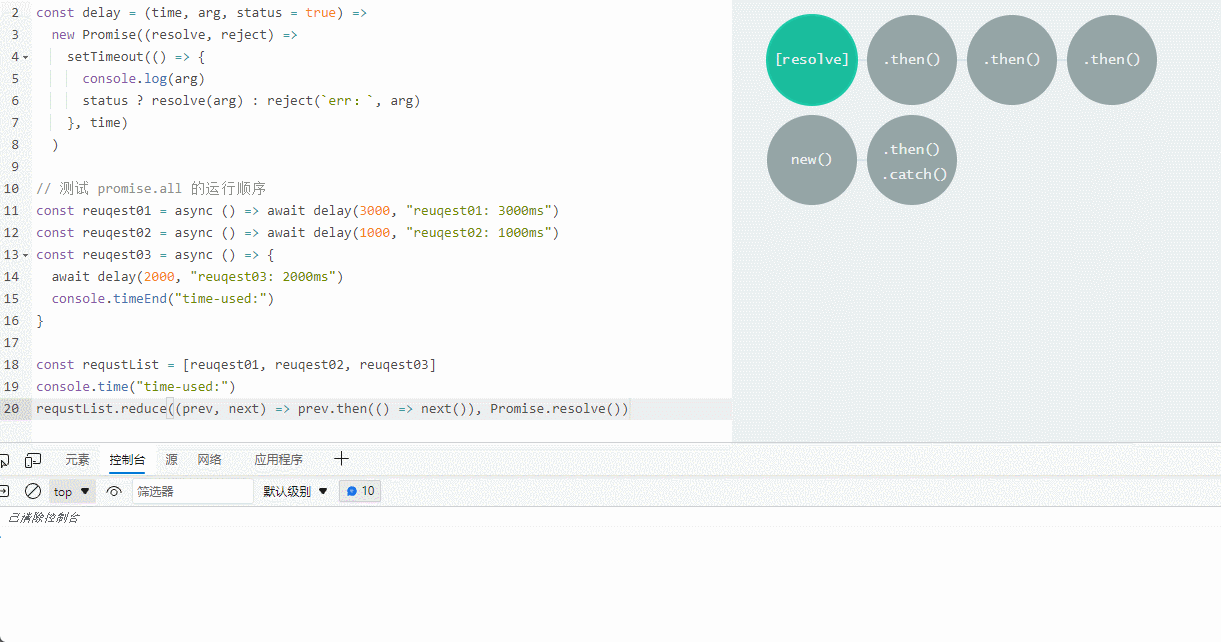 2 const delay = (time, arg, status = true) =>
3 new Promise((resolve, reject) =>
4 setTimeout(() => {
5 console.log(arg)
6 status ? resolve(arg) : reject(`err：`, arg)
7 }, time)
8 )
9
10 // 测试 promise.all 的运行顺序
11 const reuqest01 = async () => await delay(3000, "reuqest01: 3000ms")
12 const reuqest02 = async () => await delay(1000, "reuqest02: 1000ms")
13 const reuqest03 = async () => {
14 await delay(2000, "reuqest03: 2000ms")
15 console.timeEnd("time-used:")
16 }
17
18 const requstList = [reuqest01, reuqest02, reuqest03]
19 console.time("time-used:")
20 requstList.reduce((prev, next) => prev.then(() => next()), Promise.resolve())
[resolve] .then() .then() .then()
new() .then()
.catch()
元素 控制台 源 网络 应用程序
top 筛选器 默认级别 10
已清除控制台